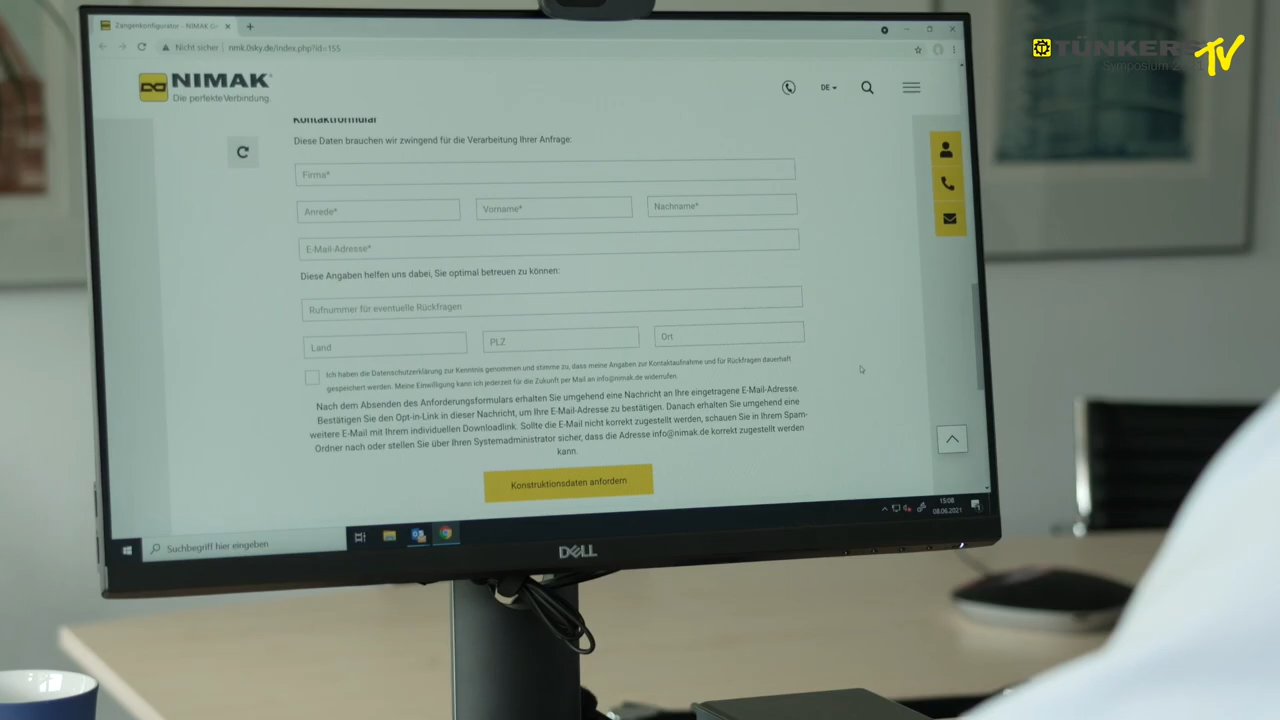 Zangenkonfigurator - NIMAK
Nicht sicher
nmk.0sky.de/index.php?id=155
TÜNKERS TV
NIMAK
Die perfekte Verbindung.
DE
Kontaktformular
Diese Daten brauchen wir zwingend für die Verarbeitung Ihrer Anfrage:
Firma*
Anrede*
Vorname*
Nachname*
E-Mail-Adresse*
Diese Angaben helfen uns dabei, Sie optimal betreuen zu können:
Rufnummer für eventuelle Rückfragen
Land
PLZ
Ort
Ich haben die Datenschutzerklärung zur Kenntnis genommen und stimme zu, dass meine Angaben zur Kontaktaufnahme und für Rückfragen dauerhaft
gespeichert werden. Meine Einwilligung kann ich jederzeit für die Zukunft per Mail an info@nimak.de widerrufen.
Nach dem Absenden des Anforderungsformulars erhalten Sie umgehend eine Nachricht an Ihre eingetragene E-Mail-Adresse.
Bestätigen Sie den Opt-in-Link in dieser Nachricht, um Ihre E-Mail-Adresse zu bestätigen. Danach erhalten Sie umgehend eine
weitere E-Mail mit Ihrem individuellen Downloadlink. Sollte die E-Mail nicht korrekt zugestellt werden, schauen Sie in Ihrem Spam-
Ordner nach oder stellen Sie über Ihren Systemadministrator sicher, dass die Adresse info@nimak.de korrekt zugestellt werden
kann.
Konstruktionsdaten anfordern
15:08
08.06.2021
Suchbegriff hier eingeben
DELL